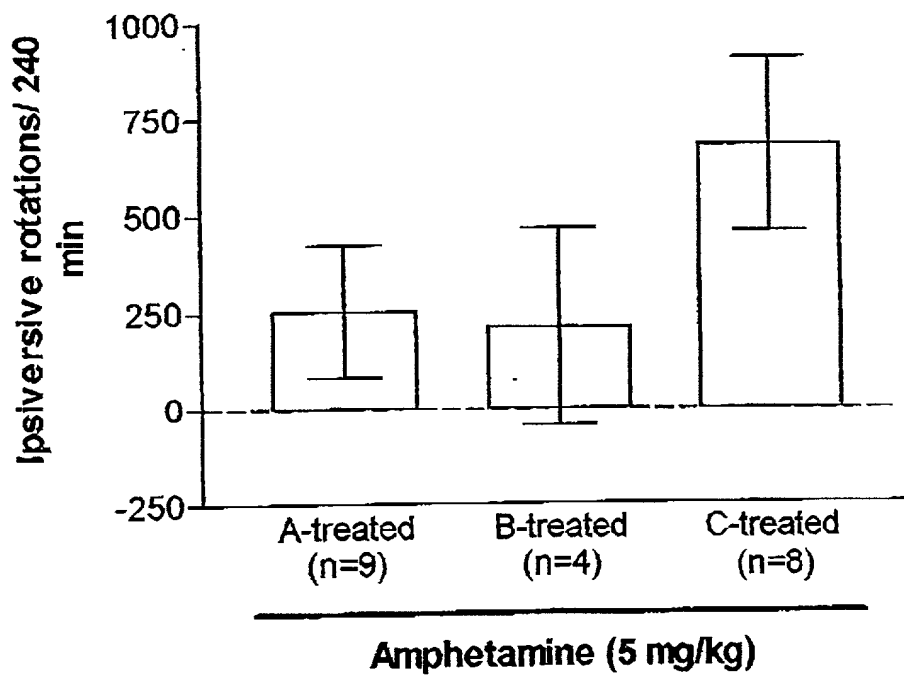 Ipsiversive rotations/ 240
min
1000
750
500
250
0
-250
A-treated
(n=9)
B-treated
(n=4)
C-treated
(n=8)
Amphetamine (5 mg/kg)